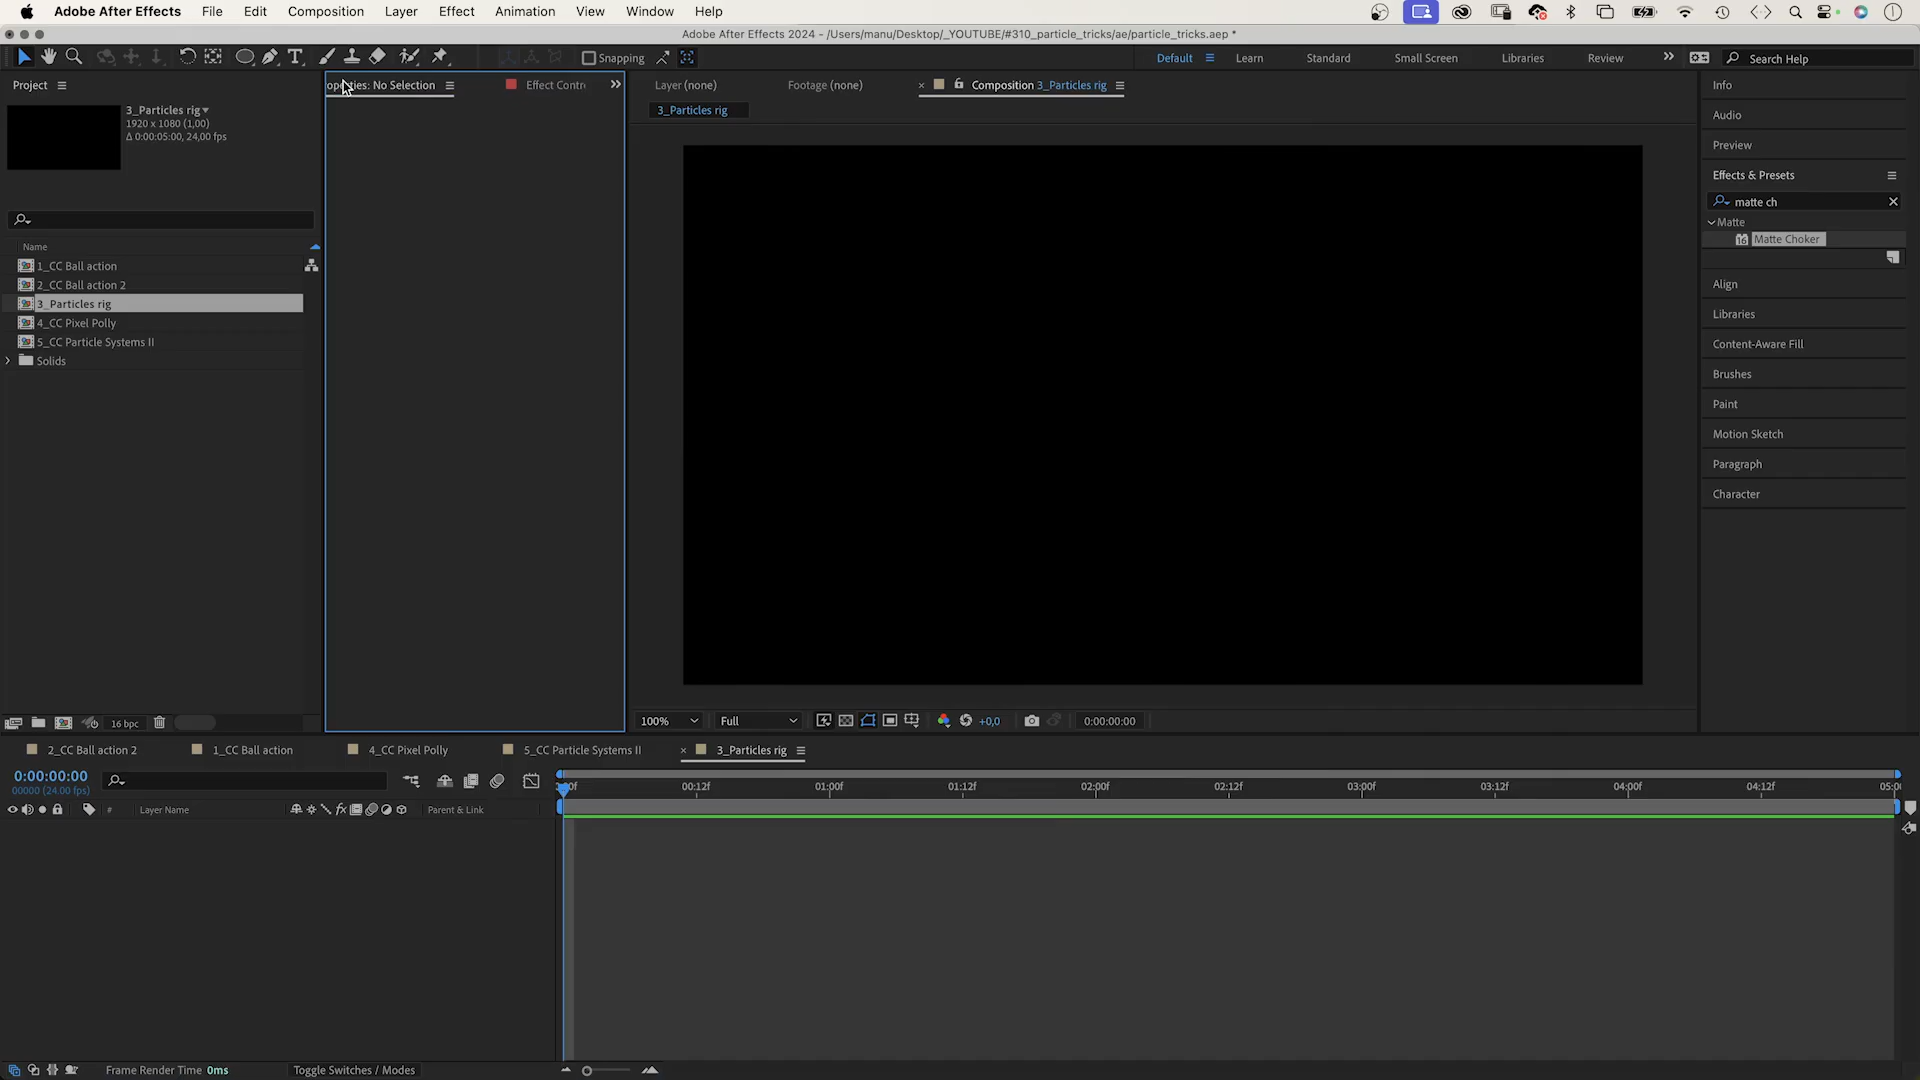 Adobe After Effects File Edit Composition Layer Effect Animation View Window Help
Adobe After Effects 2024 - /Users/manu/Desktop/_YOUTUBE/#310_particle_tricks/ae/particle_tricks.aep *
Snapping Default Learn Standard Small Screen Libraries Review Search Help
Project operties: No Selection Effect Contro Layer (none) Footage (none) × Composition 3_Particles rig
3_Particles rig
1920 x 1080 (1,00)
Δ 0:00:05:00, 24,00 fps
3_Particles rig
Info
Audio
Preview
Effects & Presets
matte ch
Matte
16 Matte Choker
Align
Libraries
Content-Aware Fill
Brushes
Paint
Motion Sketch
Paragraph
Character
Name
1_CC Ball action
2_CC Ball action 2
3_Particles rig
4_CC Pixel Polly
5_CC Particle Systems II
Solids
16 bpc
100% Full +0,0 0:00:00:00
2_CC Ball action 2 1_CC Ball action 4_CC Pixel Polly 5_CC Particle Systems II × 3_Particles rig
0:00:00:00
00000 (24.00 fps)
00f 00:12f 01:00f 01:12f 02:00f 02:12f 03:00f 03:12f 04:00f 04:12f 05:0
# Layer Name fx Parent & Link
Frame Render Time 0ms Toggle Switches / Modes